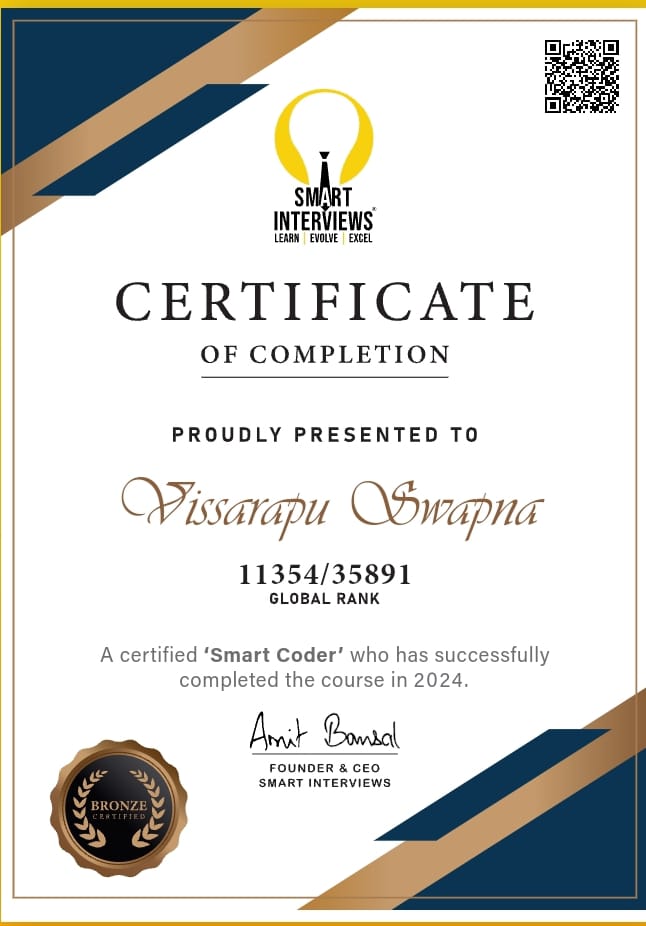 SMART
INTERVIEWS®
LEARN | EVOLVE | EXCEL
CERTIFICATE
OF COMPLETION
PROUDLY PRESENTED TO
Vissarapu Swapna
11354/35891
GLOBAL RANK
A certified ‘Smart Coder’ who has successfully
completed the course in 2024.
Amit Bansal
FOUNDER & CEO
SMART INTERVIEWS
BRONZE
CERTIFIED